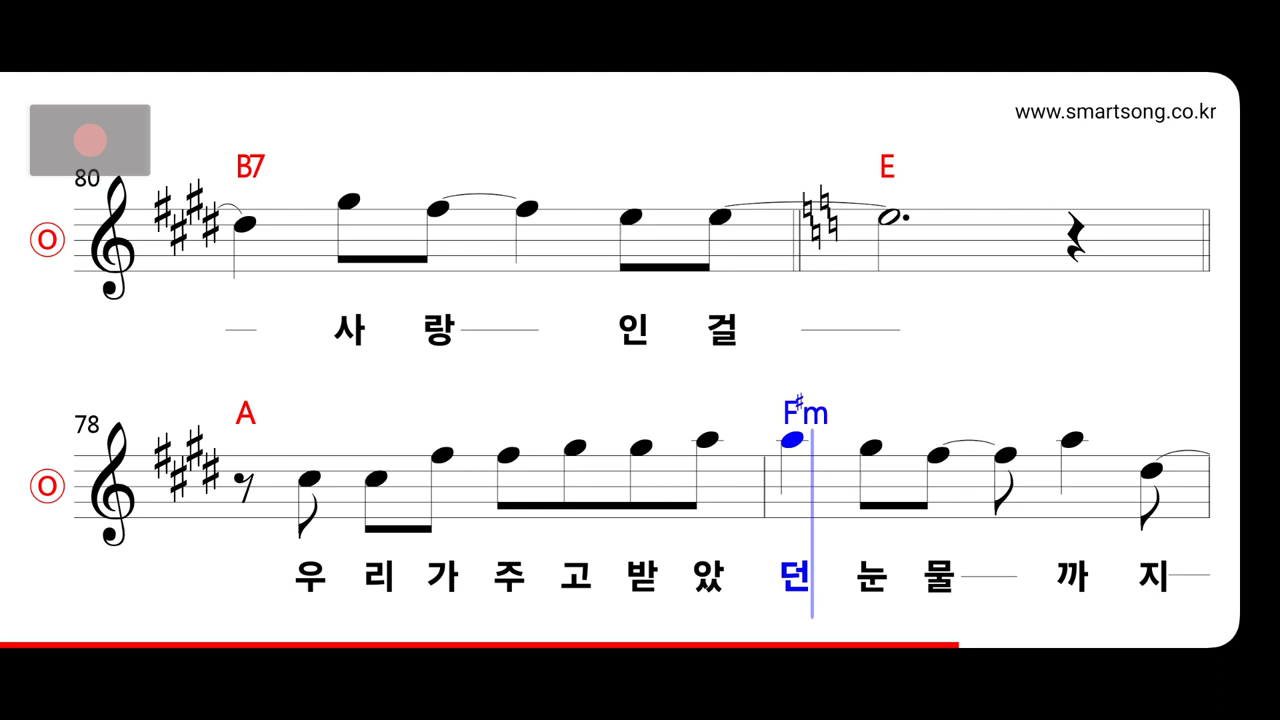 www.smartsong.co.kr
80 B7 E
O
사 랑 인 걸
78 A F♯m
O
우 리 가 주 고 받 았 던 눈 물 까 지